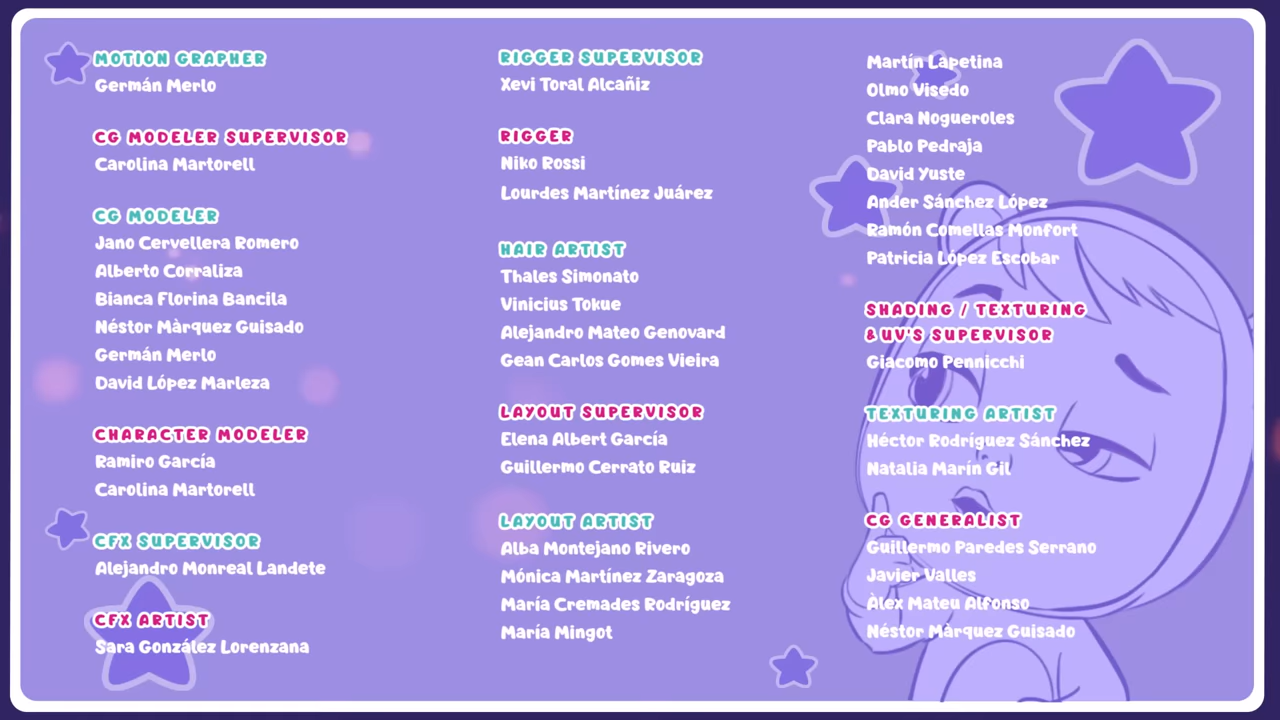 MOTION GRAPHER
Germán Merlo
CG MODELER SUPERVISOR
Carolina Martorell
CG MODELER
Jano Cervellera Romero
Alberto Corraliza
Bianca Florina Bancila
Néstor Màrquez Guisado
Germán Merlo
David López Marleza
CHARACTER MODELER
Ramiro García
Carolina Martorell
CFX SUPERVISOR
Alejandro Monreal Landete
CFX ARTIST
Sara González Lorenzana
RIGGER SUPERVISOR
Xevi Toral Alcañiz
RIGGER
Niko Rossi
Lourdes Martínez Juárez
HAIR ARTIST
Thales Simonato
Vinicius Tokue
Alejandro Mateo Genovard
Gean Carlos Gomes Vieira
LAYOUT SUPERVISOR
Elena Albert García
Guillermo Cerrato Ruiz
LAYOUT ARTIST
Alba Montejano Rivero
Mónica Martínez Zaragoza
María Cremades Rodríguez
María Mingot
Martín Lapetina
Olmo Visedo
Clara Nogueroles
Pablo Pedraja
David Yuste
Ander Sánchez López
Ramón Comellas Monfort
Patricia López Escobar
SHADING / TEXTURING
& UV'S SUPERVISOR
Giacomo Pennicchi
TEXTURING ARTIST
Héctor Rodríguez Sánchez
Natalia Marín Gil
CG GENERALIST
Guillermo Paredes Serrano
Javier Valles
Àlex Mateu Alfonso
Néstor Màrquez Guisado